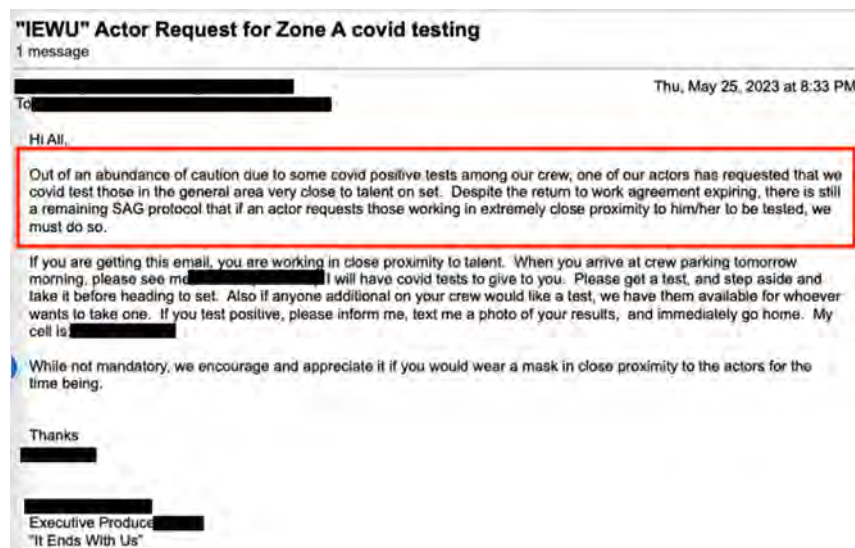 "IEWU" Actor Request for Zone A covid testing
1 message
Thu, May 25, 2023 at 8:33 PM
To
Hi All,
Out of an abundance of caution due to some covid positive tests among our crew, one of our actors has requested that we
covid test those in the general area very close to talent on set. Despite the return to work agreement expiring, there is still
a remaining SAG protocol that if an actor requests those working in extremely close proximity to him/her to be tested, we
must do so.
If you are getting this email, you are working in close proximity to talent. When you arrive at crew parking tomorrow
morning, please see me I will have covid tests to give to you. Please get a test, and step aside and
take it before heading to set. Also if anyone additional on your crew would like a test, we have them available for whoever
wants to take one. If you test positive, please inform me, text me a photo of your results, and immediately go home. My
cell is
While not mandatory, we encourage and appreciate it if you would wear a mask in close proximity to the actors for the
time being.
Thanks
Executive Produce
"It Ends With Us"